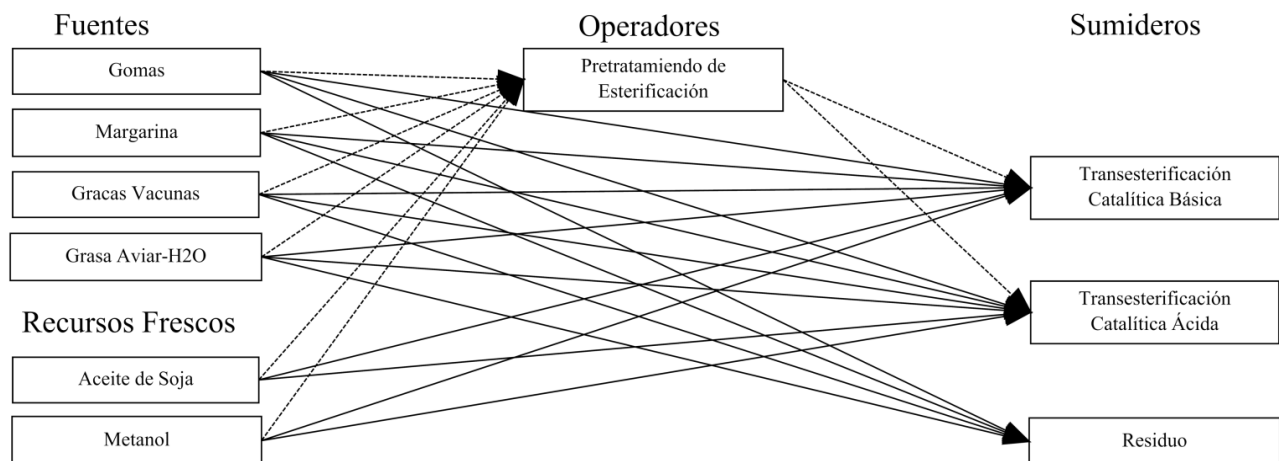 Fuentes
Operadores
Sumideros
Gomas
Pretratamiendo de
Esterificación
Margarina
Gracas Vacunas
Transesterificación
Catalítica Básica
Grasa Aviar-H2O
Recursos Frescos
Transesterificación
Catalítica Ácida
Aceite de Soja
Metanol
Residuo